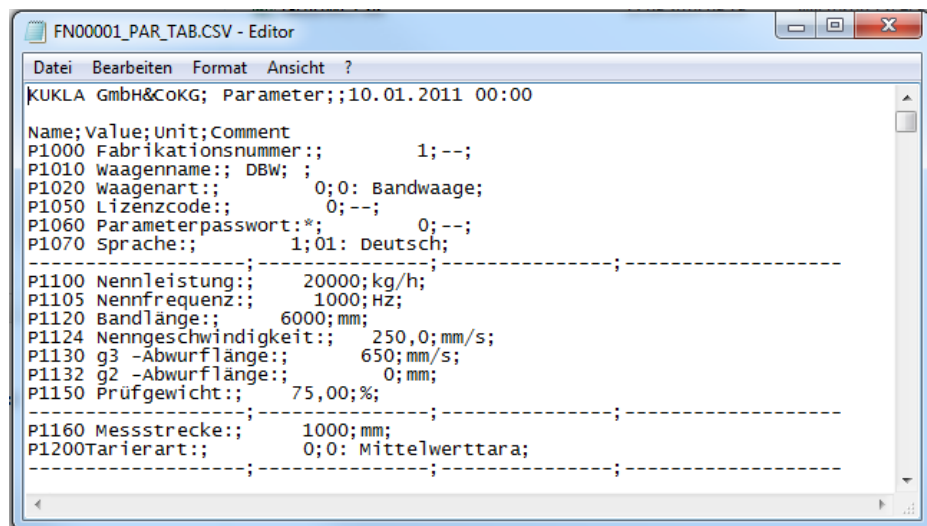 FN00001_PAR_TAB.CSV - Editor
Datei Bearbeiten Format Ansicht ?
KUKLA GmbH&CoKG; Parameter;;10.01.2011 00:00
Name;Value;Unit;Comment
P1000 Fabrikationsnummer:; 1;--;
P1010 Waagenname:; DBW; ;
P1020 Waagenart:; 0;0: Bandwaage;
P1050 Lizenzcode:; 0;--;
P1060 Parameterpasswort:*; 0;--;
P1070 Sprache:; 1;01: Deutsch;
-------------------;---------------;---------------;-------------------
P1100 Nennleistung:; 20000;kg/h;
P1105 Nennfrequenz:; 1000;Hz;
P1120 Bandlänge:; 6000;mm;
P1124 Nenngeschwindigkeit:; 250,0;mm/s;
P1130 g3 -Abwurflänge:; 650;mm/s;
P1132 g2 -Abwurflänge:; 0;mm;
P1150 Prüfgewicht:; 75,00;%;
-------------------;---------------;---------------;-------------------
P1160 Messstrecke:; 1000;mm;
P1200Tarierart:; 0;0: Mittelwerttara;
-------------------;---------------;---------------;-------------------